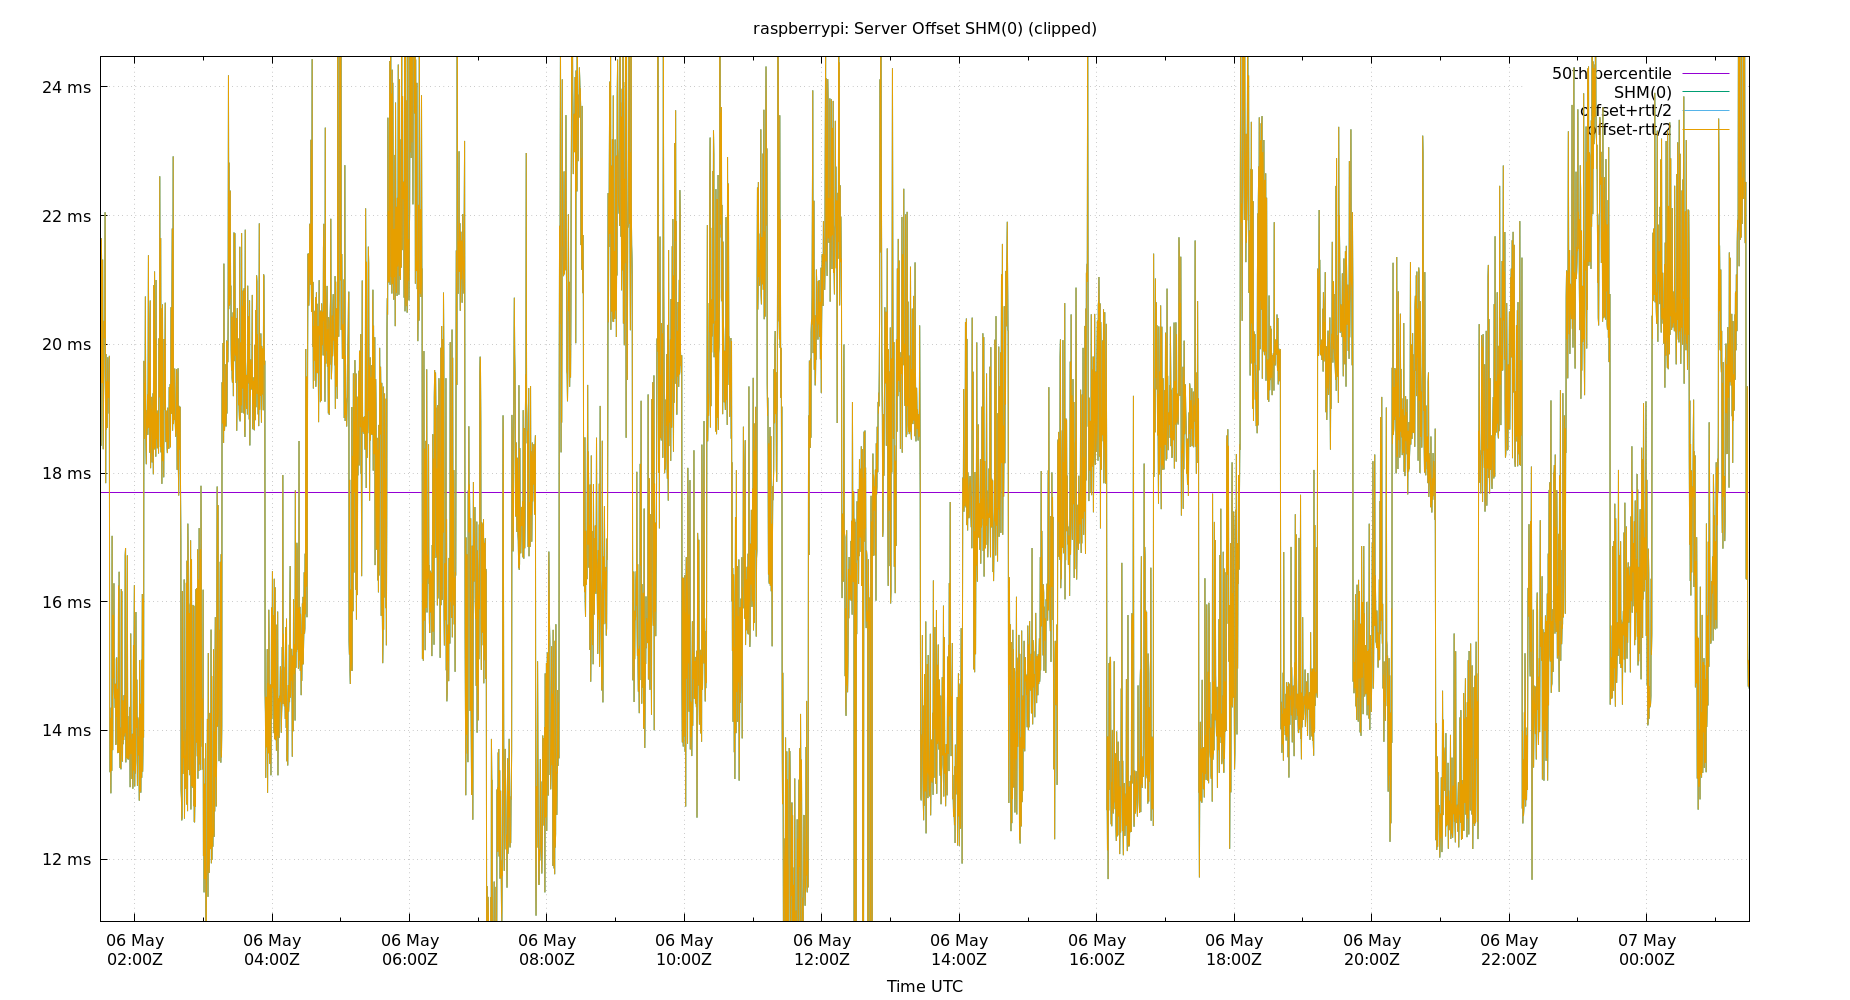 raspberrypi: Server Offset SHM(0) (clipped)
24 ms
22 ms
20 ms
18 ms
16 ms
14 ms
12 ms
50th percentile
SHM(0)
offset+rtt/2
offset-rtt/2
06 May 06 May 06 May 06 May 06 May 06 May 06 May 06 May 06 May 06 May 06 May 07 May
02:00Z 04:00Z 06:00Z 08:00Z 10:00Z 12:00Z 14:00Z 16:00Z 18:00Z 20:00Z 22:00Z 00:00Z
Time UTC